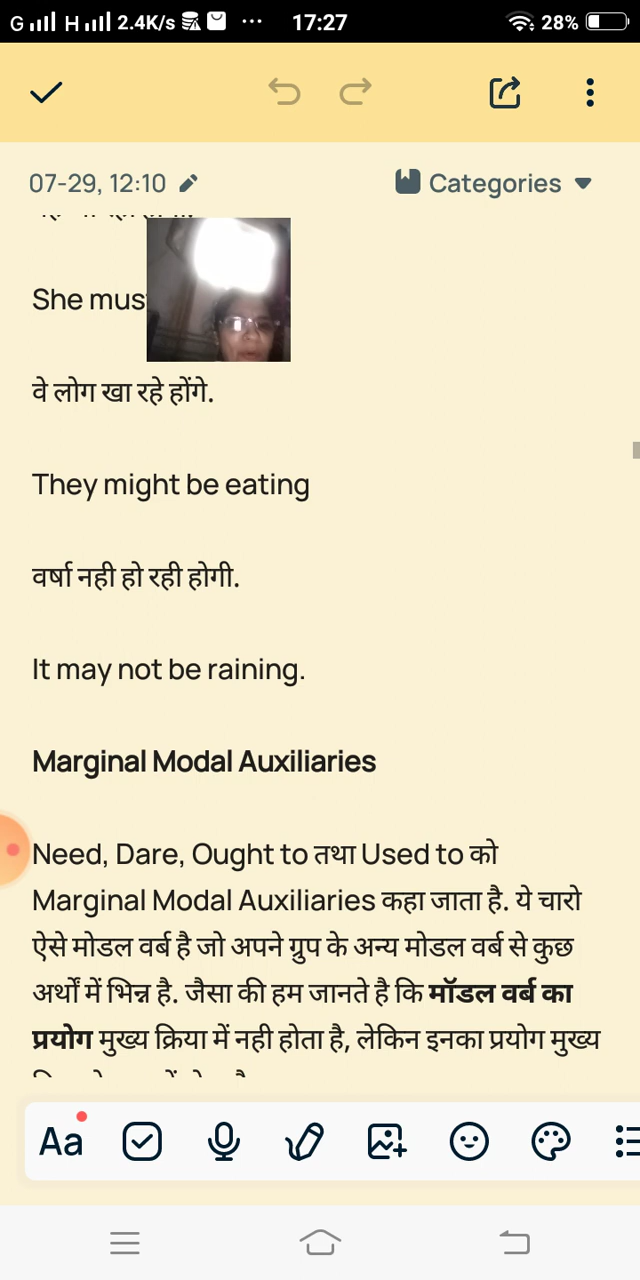 G H 2.4K/s 17:27 28%
07-29, 12:10 Categories
She mus
वे लोग खा रहे होंगे.
They might be eating
वर्षा नही हो रही होगी.
It may not be raining.
Marginal Modal Auxiliaries
Need, Dare, Ought to तथा Used to को
Marginal Modal Auxiliaries कहा जाता है. ये चारो
ऐसे मोडल वर्ब है जो अपने ग्रुप के अन्य मोडल वर्ब से कुछ
अर्थों में भिन्न है. जैसा की हम जानते है कि मॉडल वर्ब का
प्रयोग मुख्य क्रिया में नही होता है, लेकिन इनका प्रयोग मुख्य
Aa